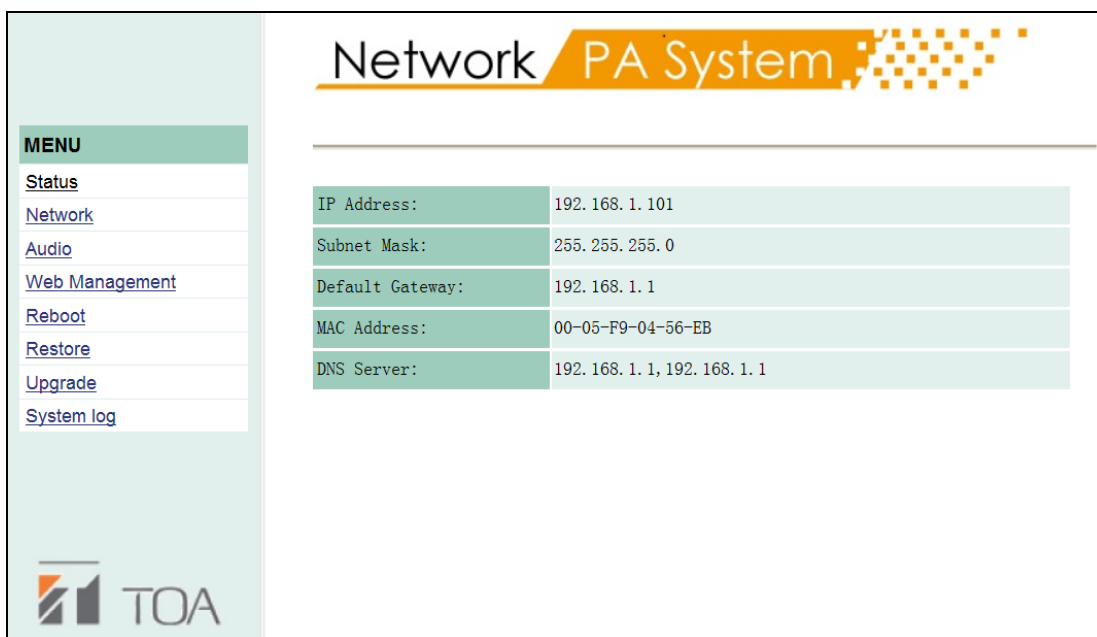 Network PA System
MENU
Status
Network
Audio
Web Management
Reboot
Restore
Upgrade
System log
IP Address: 192.168.1.101
Subnet Mask: 255.255.255.0
Default Gateway: 192.168.1.1
MAC Address: 00-05-F9-04-56-EB
DNS Server: 192.168.1.1,192.168.1.1
TOA